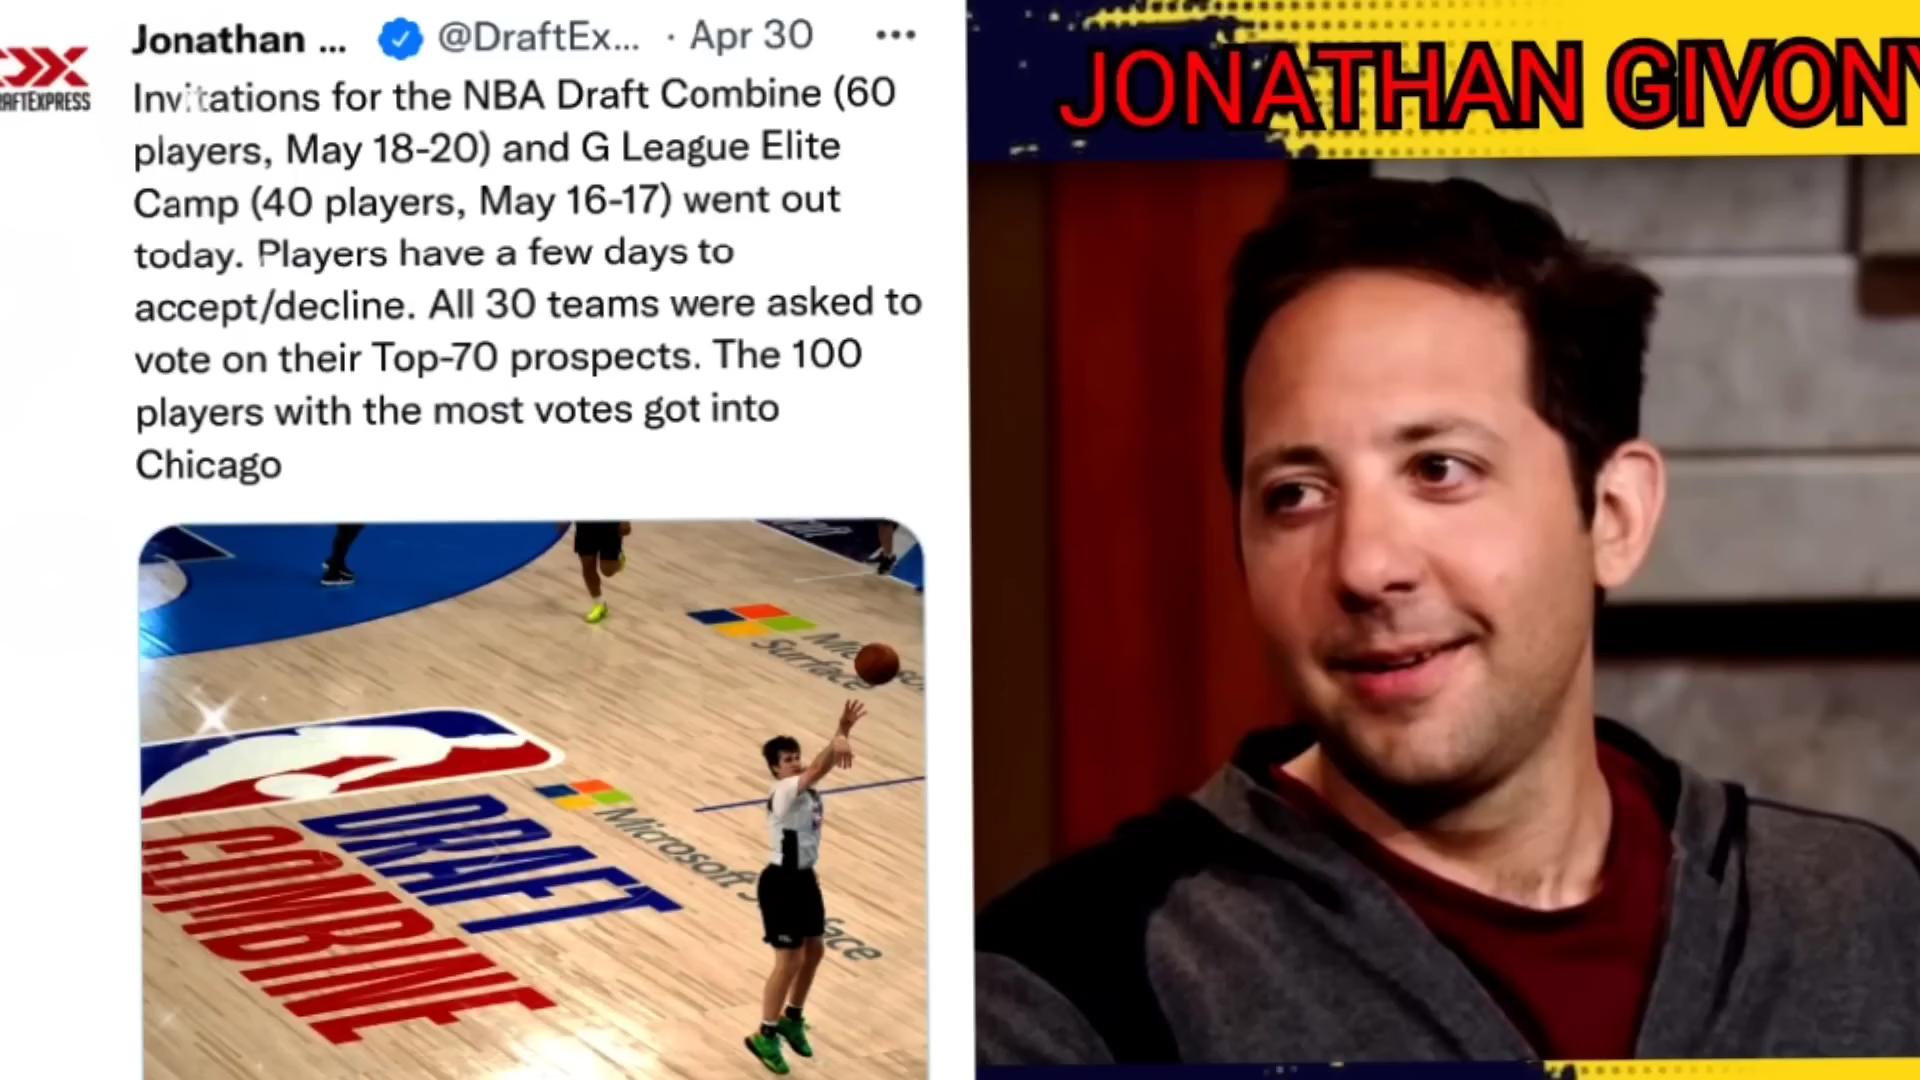 Jonathan ... @DraftEx... · Apr 30 ...
DRAFTEXPRESS
Invitations for the NBA Draft Combine (60
players, May 18-20) and G League Elite
Camp (40 players, May 16-17) went out
today. Players have a few days to
accept/decline. All 30 teams were asked to
vote on their Top-70 prospects. The 100
players with the most votes got into
Chicago
Surface
DRAFT
COMBINE
Microsoft
JONATHAN GIVONY